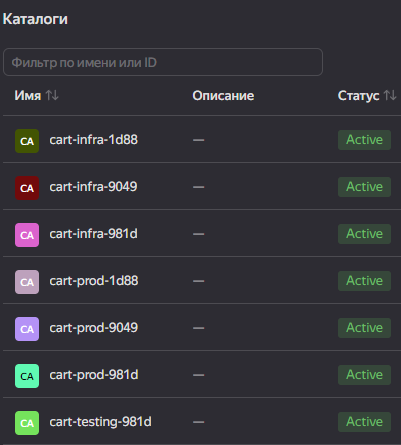 Каталоги
Фильтр по имени или ID
Имя Описание Статус
CA cart-infra-1d88 — Active
CA cart-infra-9049 — Active
CA cart-infra-981d — Active
CA cart-prod-1d88 — Active
CA cart-prod-9049 — Active
CA cart-prod-981d — Active
CA cart-testing-981d — Active